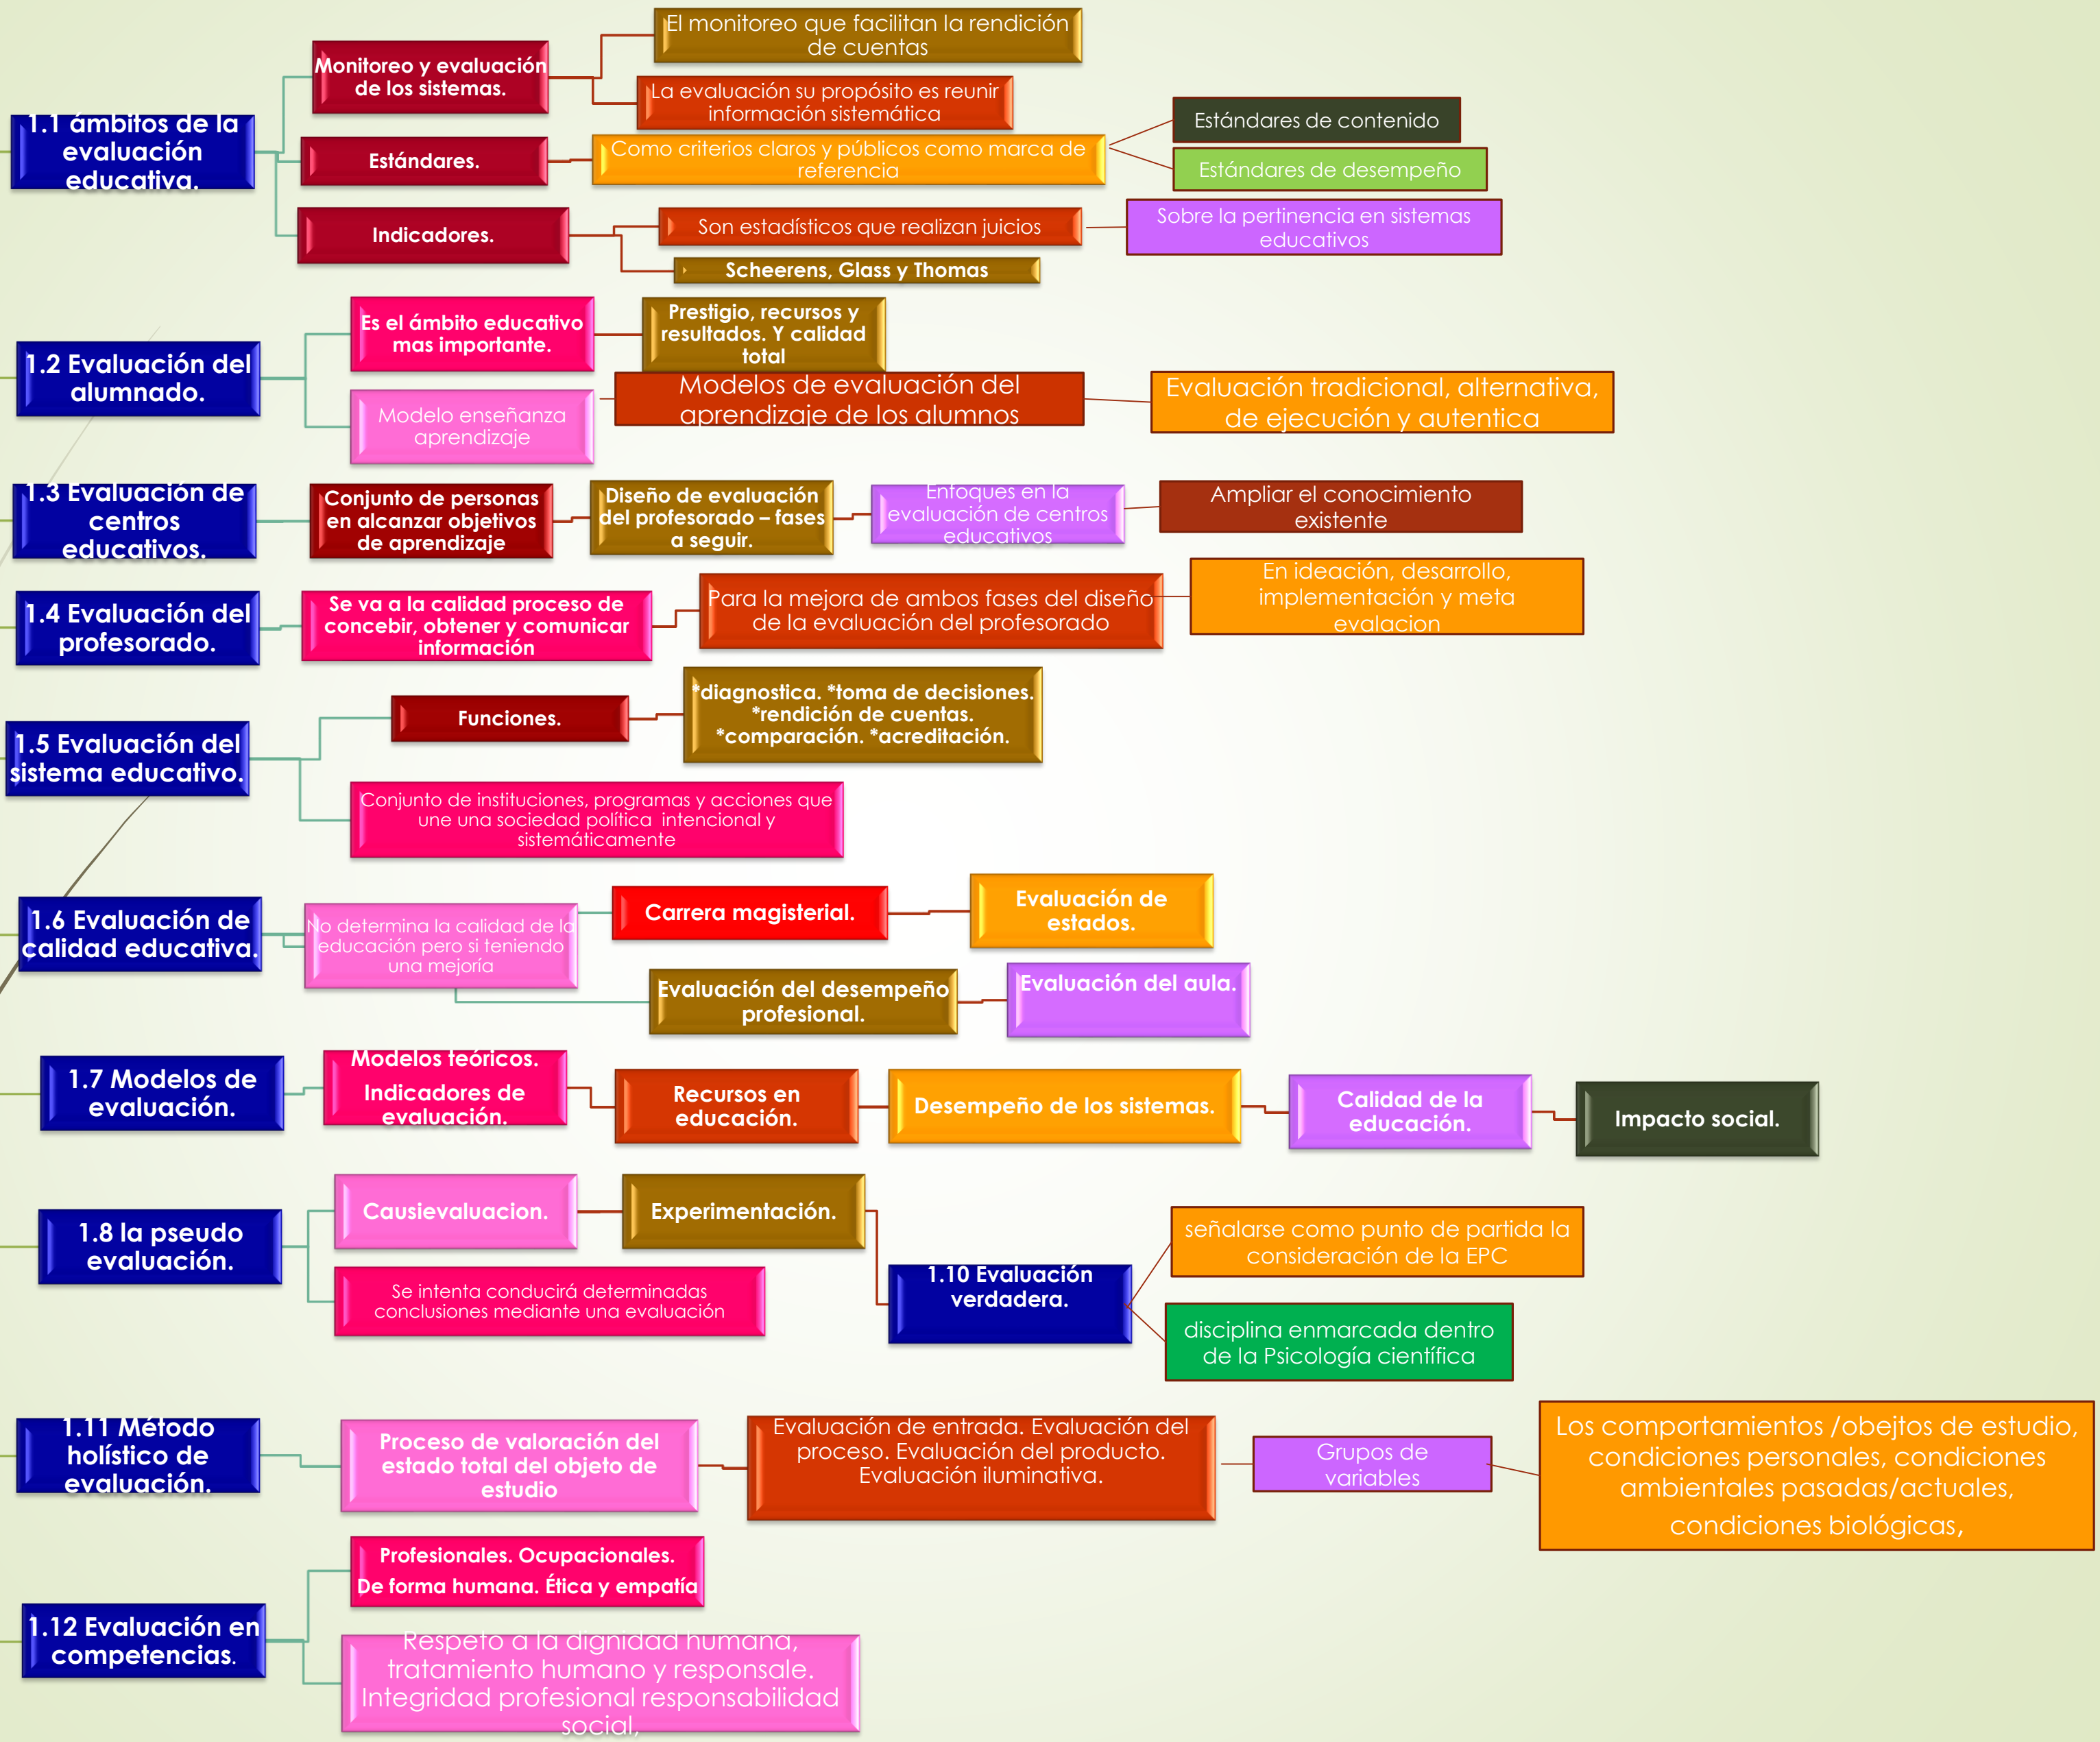 1.1 ámbitos de la
evaluación
educativa.
Monitoreo y evaluación
de los sistemas.
El monitoreo que facilitan la rendición
de cuentas
La evaluación su propósito es reunir
información sistemática
Estándares.
Como criterios claros y públicos como marca de
referencia
Estándares de contenido
Estándares de desempeño
Indicadores.
Son estadísticos que realizan juicios
Sobre la pertinencia en sistemas
educativos
Scheerens, Glass y Thomas
1.2 Evaluación del
alumnado.
Es el ámbito educativo
mas importante.
Prestigio, recursos y
resultados. Y calidad
total
Modelo enseñanza
aprendizaje
Modelos de evaluación del
aprendizaje de los alumnos
Evaluación tradicional, alternativa,
de ejecución y autentica
1.3 Evaluación de
centros
educativos.
Conjunto de personas
en alcanzar objetivos
de aprendizaje
Diseño de evaluación
del profesorado – fases
a seguir.
Enfoques en la
evaluación de centros
educativos
Ampliar el conocimiento
existente
1.4 Evaluación del
profesorado.
Se va a la calidad proceso de
concebir, obtener y comunicar
información
Para la mejora de ambos fases del diseño
de la evaluación del profesorado
En ideación, desarrollo,
implementación y meta
evalacion
1.5 Evaluación del
sistema educativo.
Funciones.
*diagnostica. *toma de decisiones.
*rendición de cuentas.
*comparación. *acreditación.
Conjunto de instituciones, programas y acciones que
une una sociedad política intencional y
sistemáticamente
1.6 Evaluación de
calidad educativa.
No determina la calidad de la
educación pero si teniendo
una mejoría
Carrera magisterial.
Evaluación de
estados.
Evaluación del desempeño
profesional.
Evaluación del aula.
1.7 Modelos de
evaluación.
Modelos teóricos.
Indicadores de
evaluación.
Recursos en
educación.
Desempeño de los sistemas.
Calidad de la
educación.
Impacto social.
1.8 la pseudo
evaluación.
Causievaluacion.
Experimentación.
Se intenta conducirá determinadas
conclusiones mediante una evaluación
1.10 Evaluación
verdadera.
señalarse como punto de partida la
consideración de la EPC
disciplina enmarcada dentro
de la Psicología científica
1.11 Método
holístico de
evaluación.
Proceso de valoración del
estado total del objeto de
estudio
Evaluación de entrada. Evaluación del
proceso. Evaluación del producto.
Evaluación iluminativa.
Grupos de
variables
Los comportamientos /obejtos de estudio,
condiciones personales, condiciones
ambientales pasadas/actuales,
condiciones biológicas,
1.12 Evaluación en
competencias.
Profesionales. Ocupacionales.
De forma humana. Ética y empatía
Respeto a la dignidad humana,
tratamiento humano y responsale.
Integridad profesional responsabilidad
social,